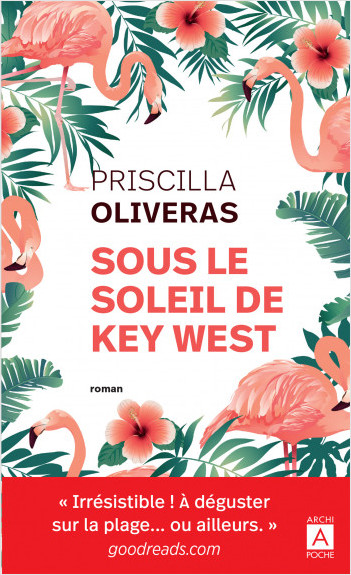 PRISCILLA
OLIVERAS
SOUS LE
SOLEIL DE
KEY WEST
roman
« Irrésistible ! À déguster
sur la plage... ou ailleurs. »
goodreads.com
ARCHI
A
POCHE